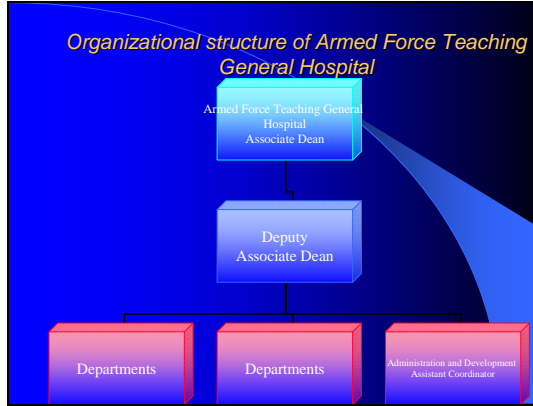 Organizational structure of Armed Force Teaching
General Hospital
Armed Force Teaching General
Hospital
Associate Dean
Deputy
Associate Dean
Departments
Departments
Administration and Development
Assistant Coordinator